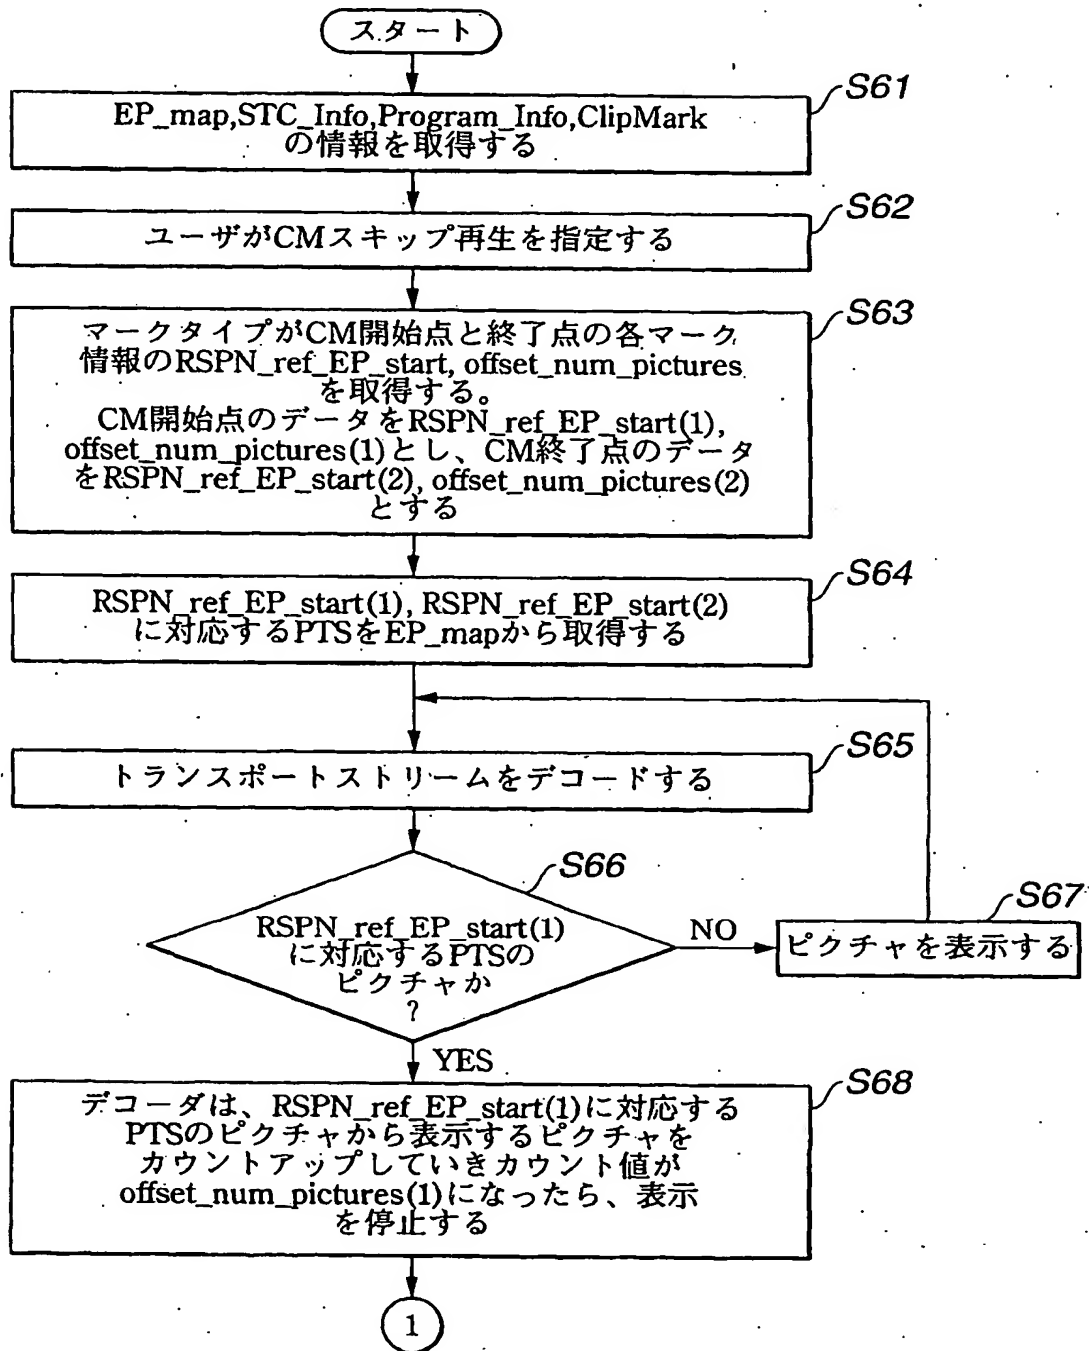 スタート
S61
EP_map,STC_Info,Program_Info,ClipMark
の情報を取得する
S62
ユーザがCMスキップ再生を指定する
S63
マークタイプがCM開始点と終了点の各マーク
情報のRSPN_ref_EP_start, offset_num_pictures
を取得する。
CM開始点のデータをRSPN_ref_EP_start(1),
offset_num_pictures(1)とし、CM終了点のデータ
をRSPN_ref_EP_start(2), offset_num_pictures(2)
とする
S64
RSPN_ref_EP_start(1), RSPN_ref_EP_start(2)
に対応するPTSをEP_mapから取得する
S65
トランスポートストリームをデコードする
S66
RSPN_ref_EP_start(1)
に対応するPTSの
ピクチャか
?
NO
S67
ピクチャを表示する
YES
S68
デコーダは、RSPN_ref_EP_start(1)に対応する
PTSのピクチャから表示するピクチャを
カウントアップしていきカウント値が
offset_num_pictures(1)になったら、表示
を停止する
1